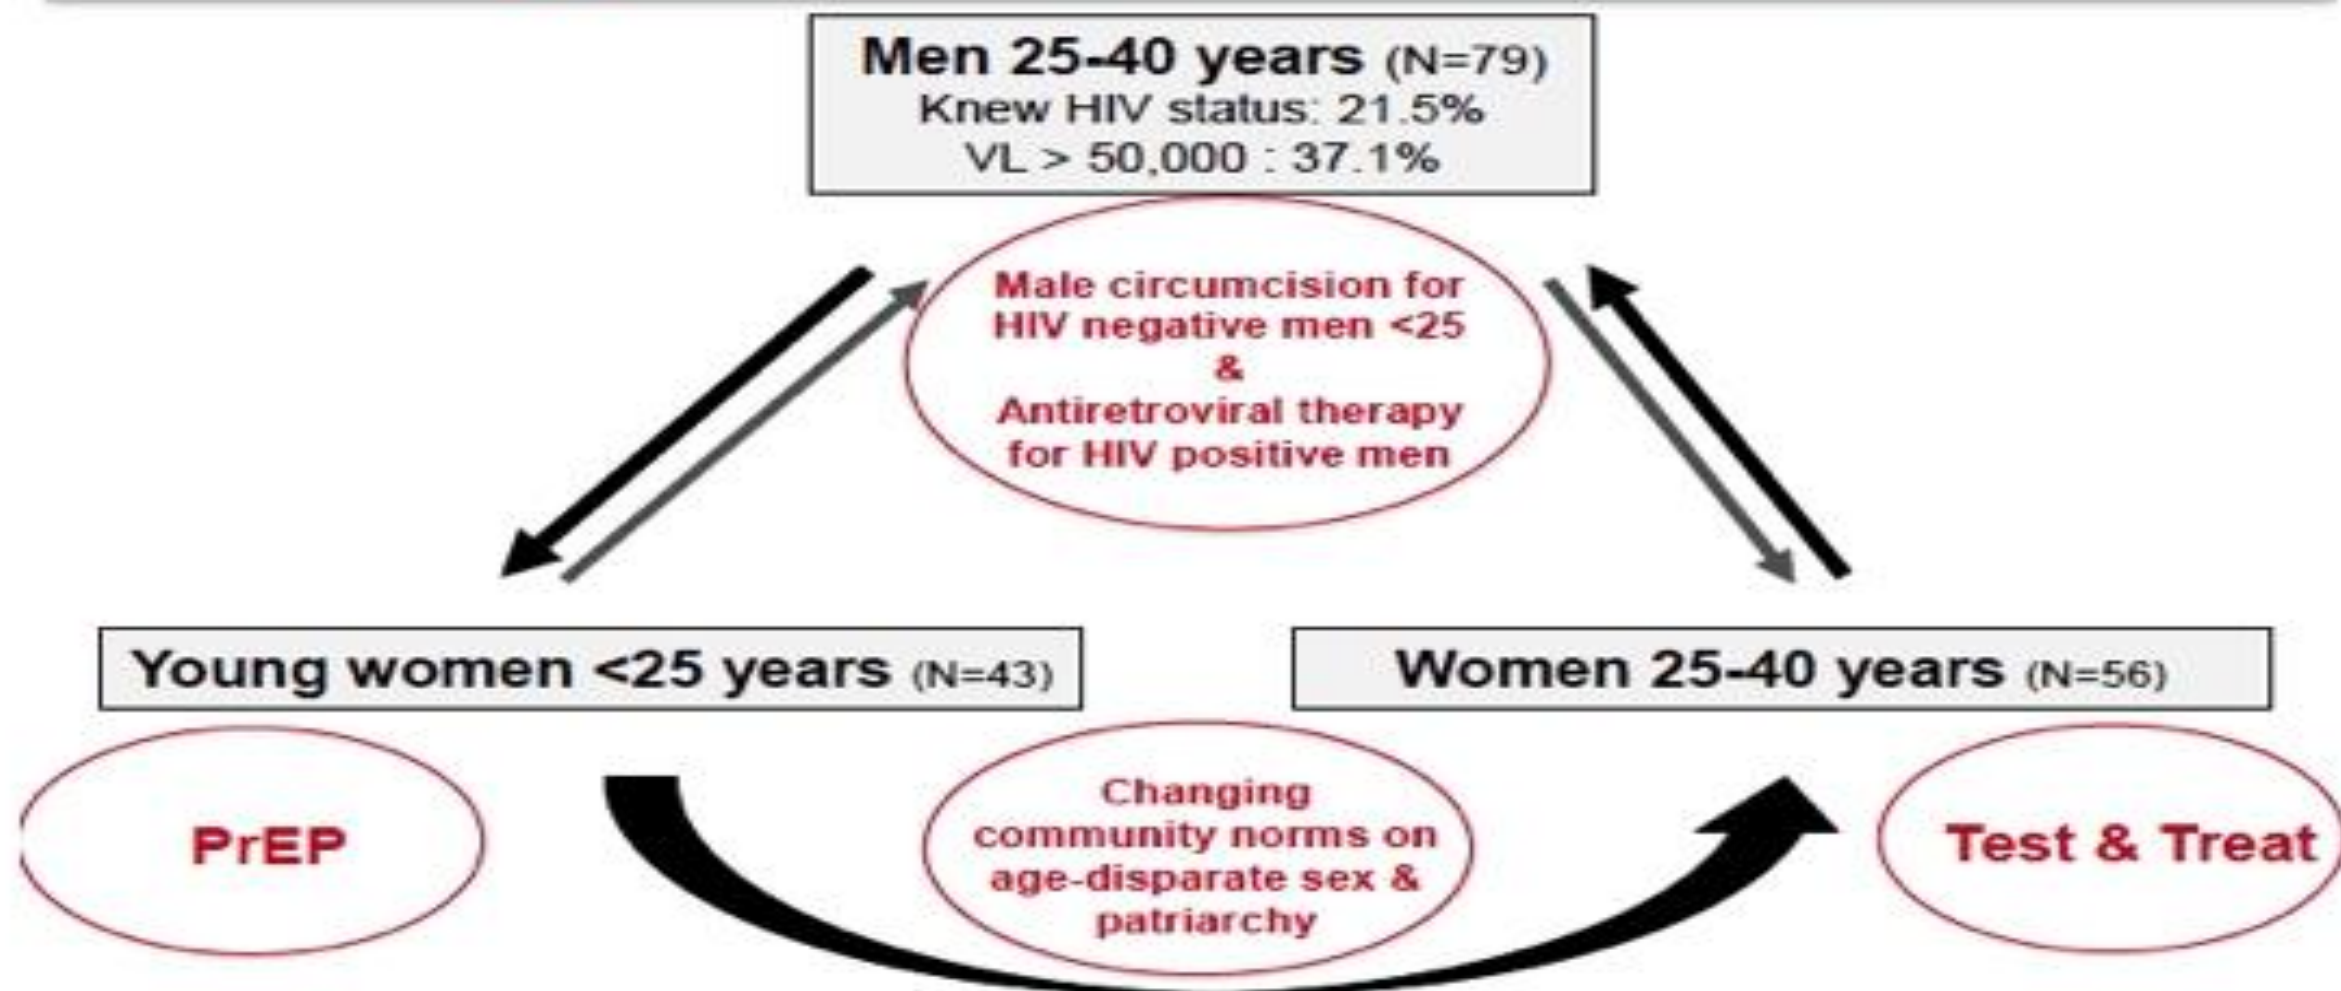 Men 25-40 years (N=79)
Knew HIV status: 21.5%
VL > 50,000 : 37.1%
Male circumcision for
HIV negative men <25
&
Antiretroviral therapy
for HIV positive men
Young women <25 years (N=43)
Women 25-40 years (N=56)
PrEP
Changing
community norms on
age-disparate sex &
patriarchy
Test & Treat